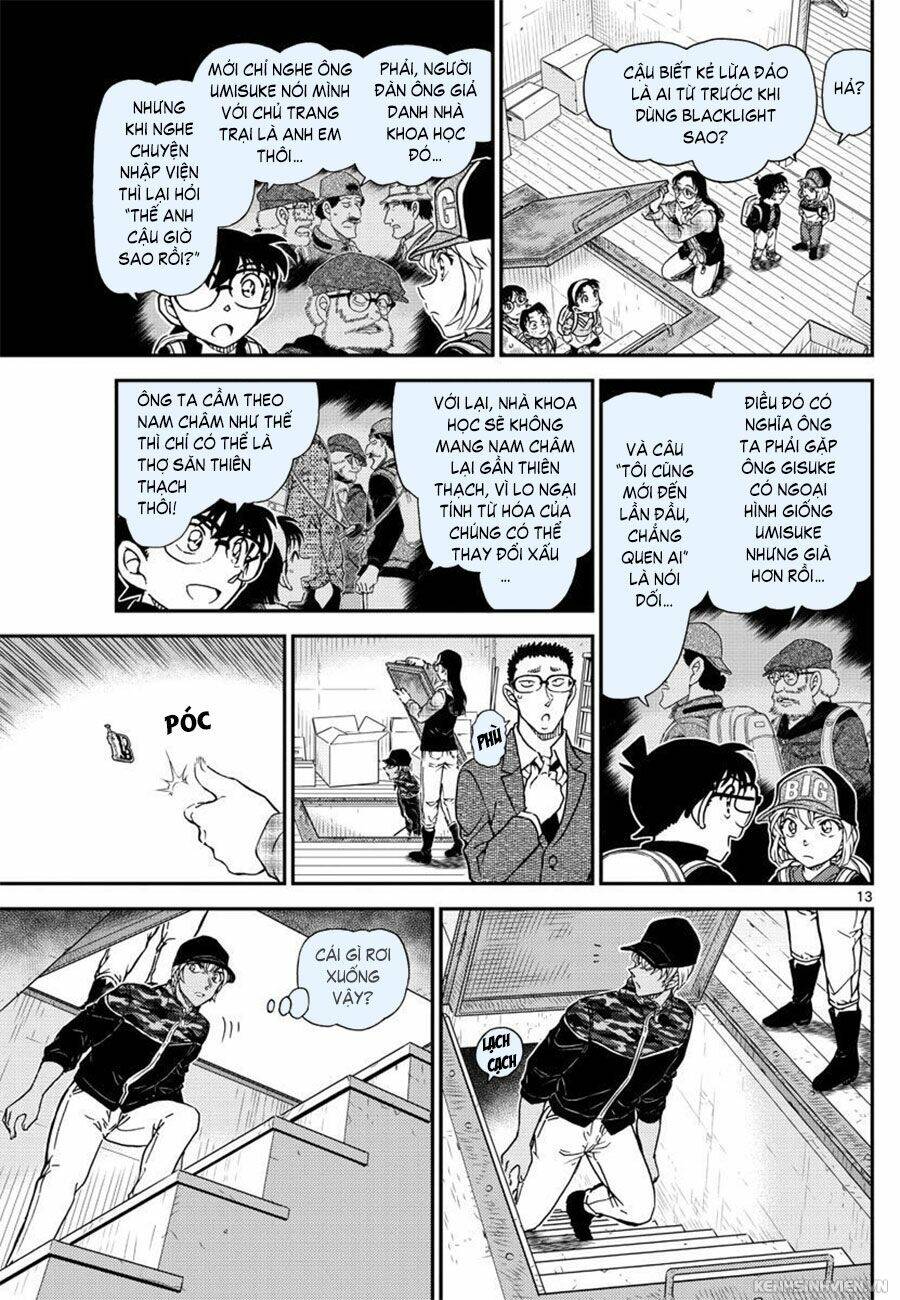 HẢ?
CẬU BIẾT KẺ LỪA ĐẢO
LÀ AI TỪ TRƯỚC KHI
DÙNG BLACKLIGHT
SAO?
PHẢI, NGƯỜI
ĐÀN ÔNG GIẢ
DANH NHÀ
KHOA HỌC
ĐÓ...
MỚI CHỈ NGHE ÔNG
UMISUKE NÓI MÌNH
VỚI CHỦ TRANG
TRẠI LÀ ANH EM
THÔI...
NHƯNG
KHI NGHE
CHUYỆN
NHẬP VIỆN
THÌ LẠI HỎI
"THẾ ANH
CẬU GIỜ
SAO RỒI?"
BIG
ĐIỀU ĐÓ CÓ
NGHĨA ÔNG
TA PHẢI GẶP
ÔNG GISUKE
CÓ NGOẠI
HÌNH GIỐNG
UMISUKE
NHƯNG GIÀ
HƠN RỒI...
VÀ CÂU
"TÔI CŨNG
MỚI ĐẾN
LẦN ĐẦU,
CHẲNG
QUEN AI"
LÀ NÓI
DỐI...
BIG
VỚI LẠI, NHÀ KHOA
HỌC SẼ KHÔNG
MANG NAM CHÂM
LẠI GẦN THIÊN
THẠCH, VÌ LO NGẠI
TÍNH TỪ HÓA CỦA
CHÚNG CÓ THỂ
THAY ĐỔI XẤU
...
ÔNG TA CẦM THEO
NAM CHÂM NHƯ THẾ
THÌ CHỈ CÓ THỂ LÀ
THỢ SĂN THIÊN
THẠCH
THÔI!
PHÙ
PÓC
13
LẠCH
CẠCH
CÁI GÌ RƠI
XUỐNG
VẬY?
KENHSINHVIEN.VN